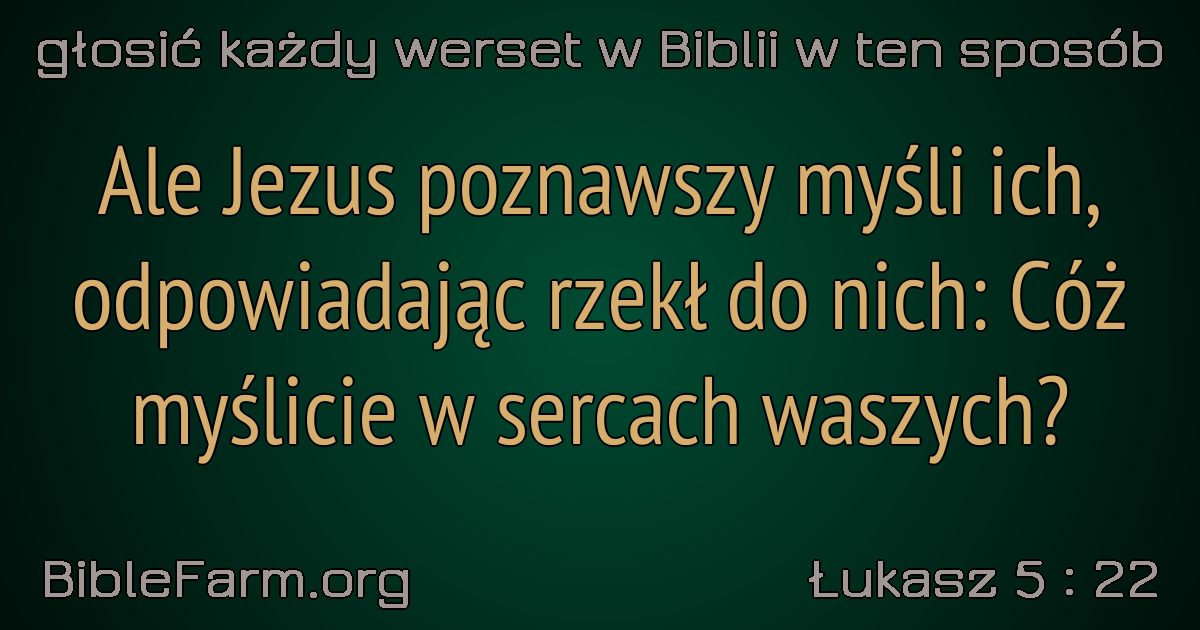 głosić każdy werset w Biblii w ten sposób
Ale Jezus poznawszy myśli ich,
odpowiadając rzekł do nich: Cóż
myślicie w sercach waszych?
BibleFarm.org
Łukasz 5 : 22